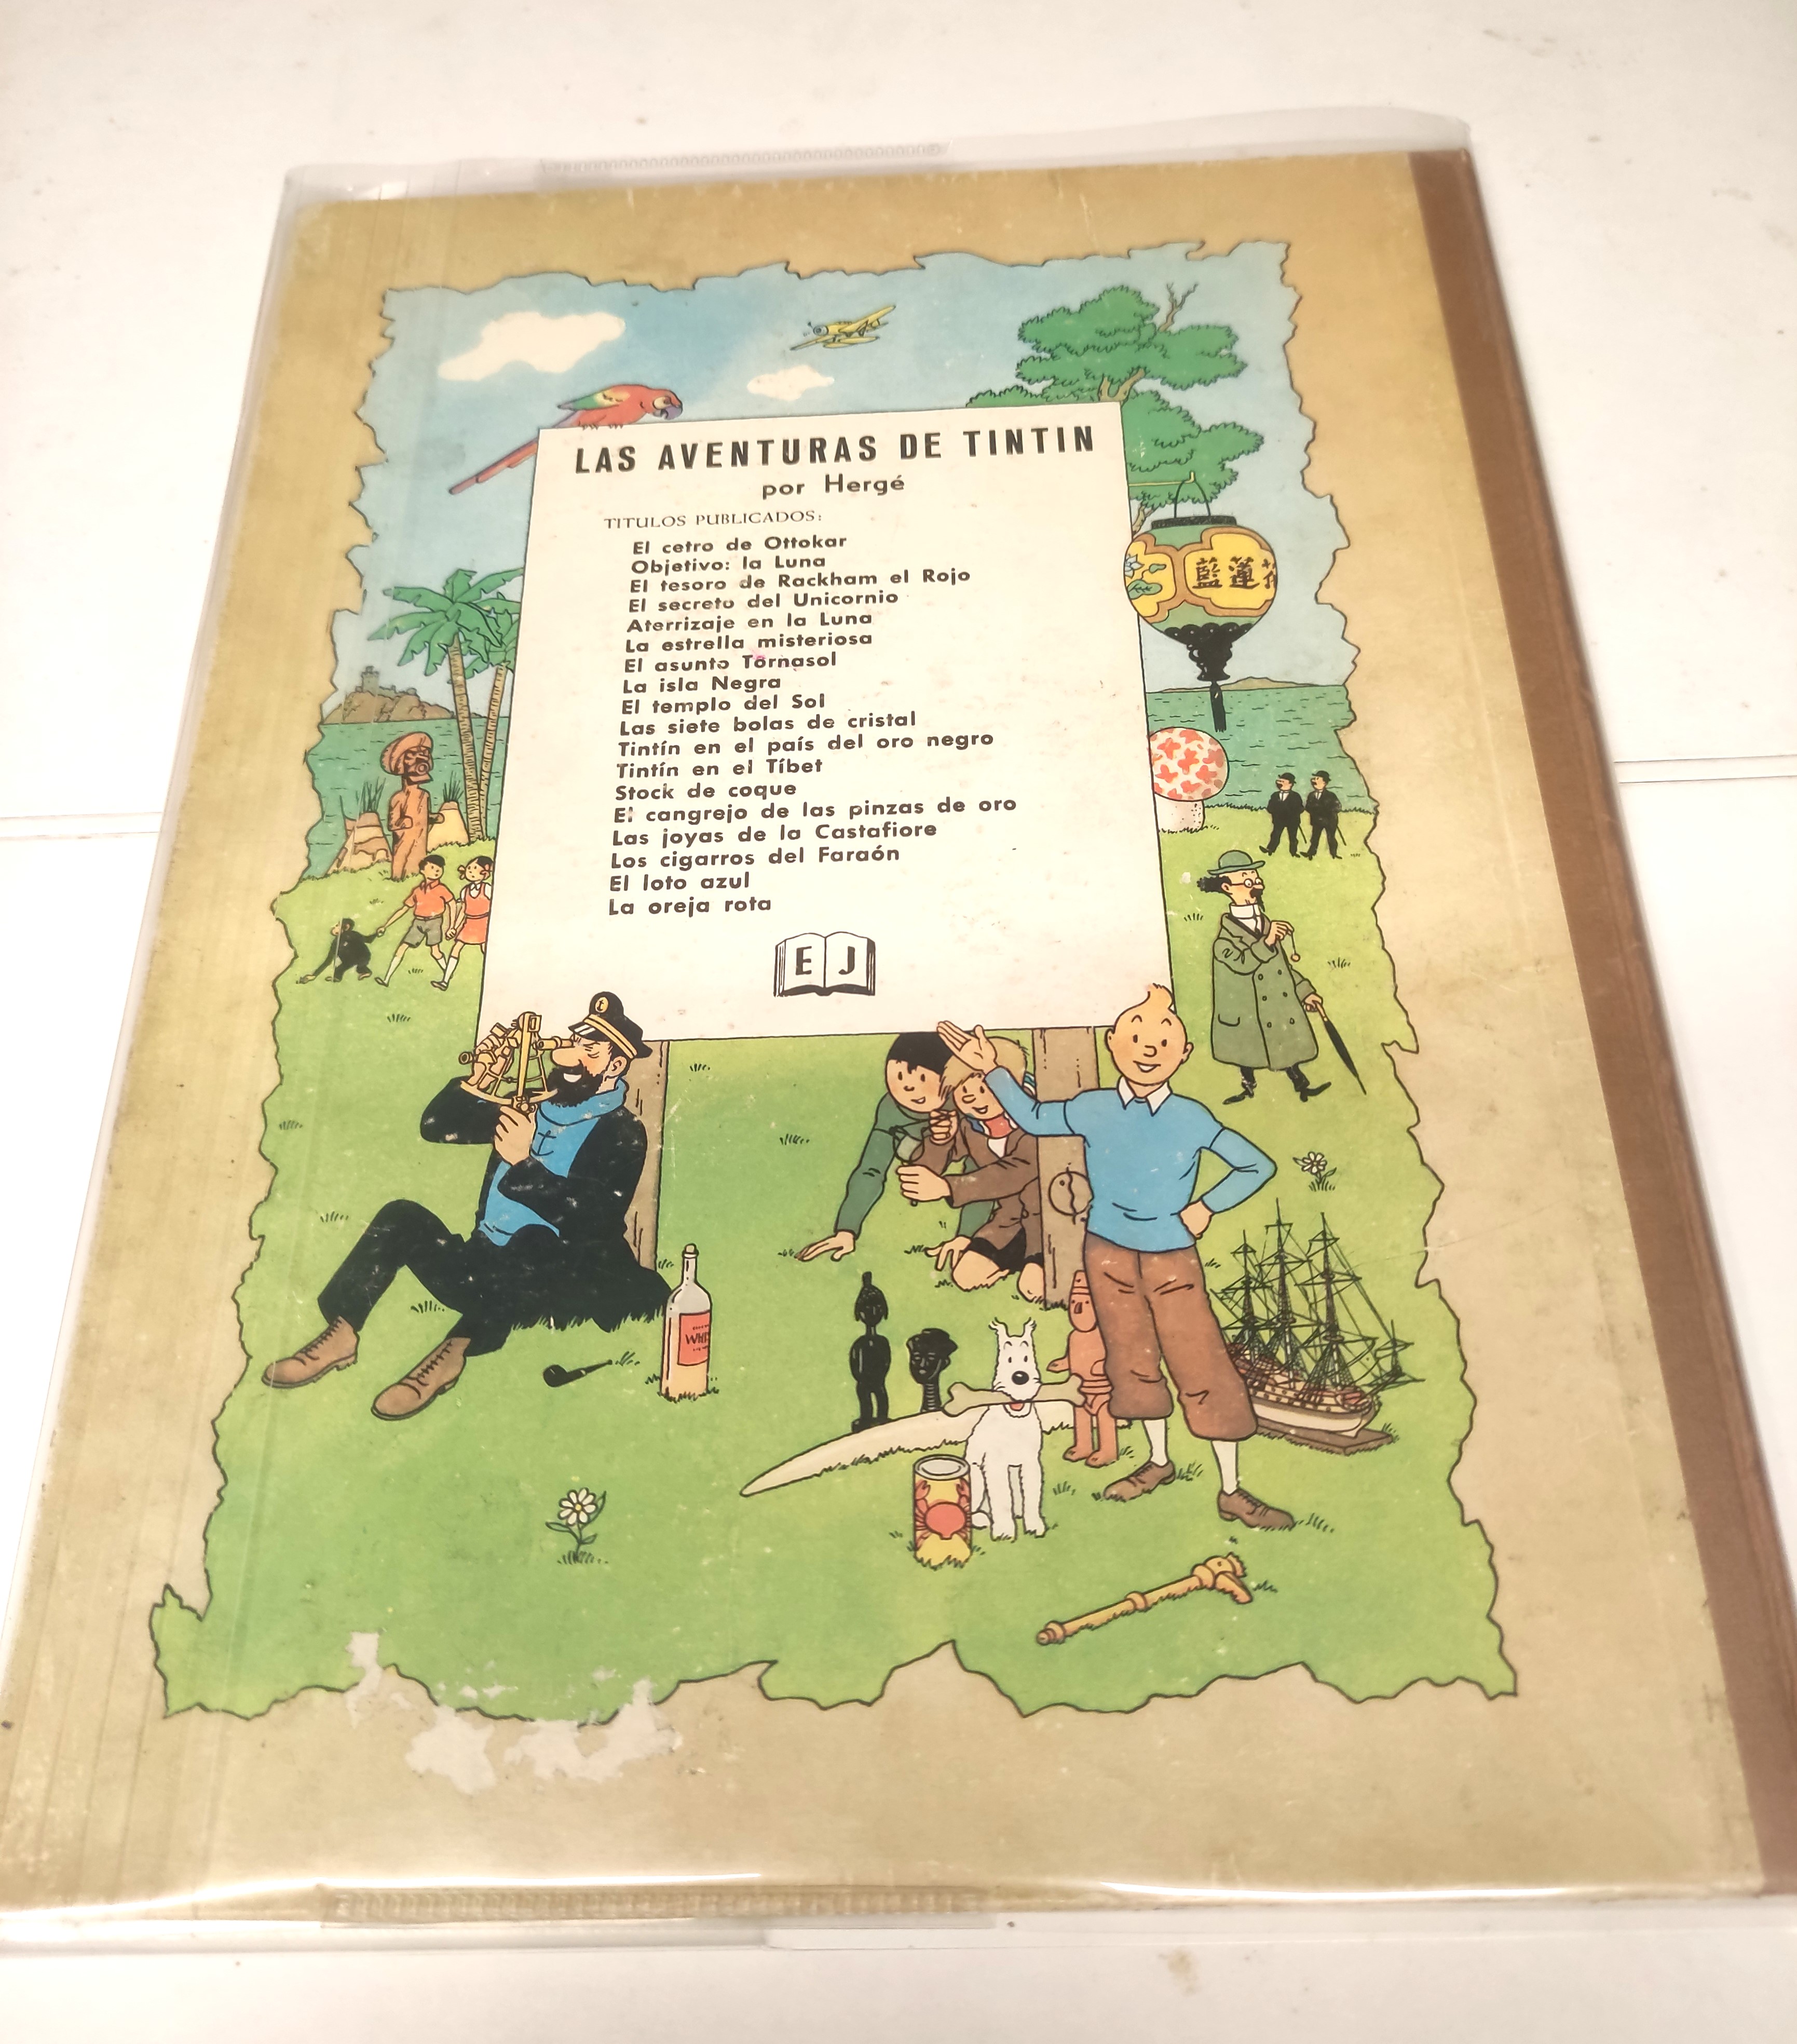 LAS AVENTURAS DE TINTIN
por Hergé
TITULOS PUBLICADOS:
El cetro de Ottokar
Objetivo: la Luna
El tesoro de Rackham el Rojo
El secreto del Unicornio
Aterrizaje en la Luna
La estrella misteriosa
El asunto Tornasol
La isla Negra
El templo del Sol
Las siete bolas de cristal
Tintín en el país del oro negro
Tintín en el Tíbet
Stock de coque
El cangrejo de las pinzas de oro
Las joyas de la Castafiore
Los cigarros del Faraón
El loto azul
La oreja rota
E J
藍蓮
WHI